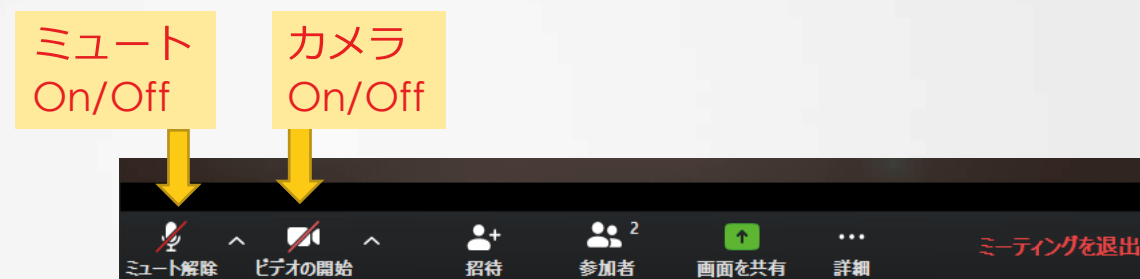 ミュート
On/Off
カメラ
On/Off
2
ミュート解除
ビデオの開始
招待
参加者
画面を共有
詳細
ミーティングを退出